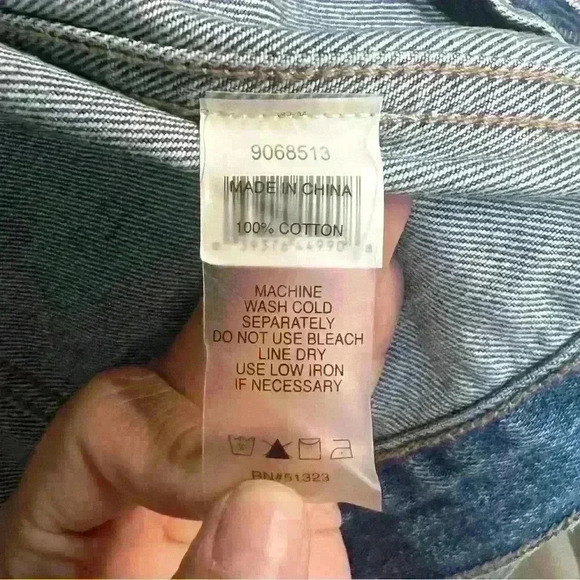 9068513
MADE IN CHINA
100% COTTON
MACHINE
WASH COLD
SEPARATELY
DO NOT USE BLEACH
LINE DRY
USE LOW IRON
IF NECESSARY
RN#51323